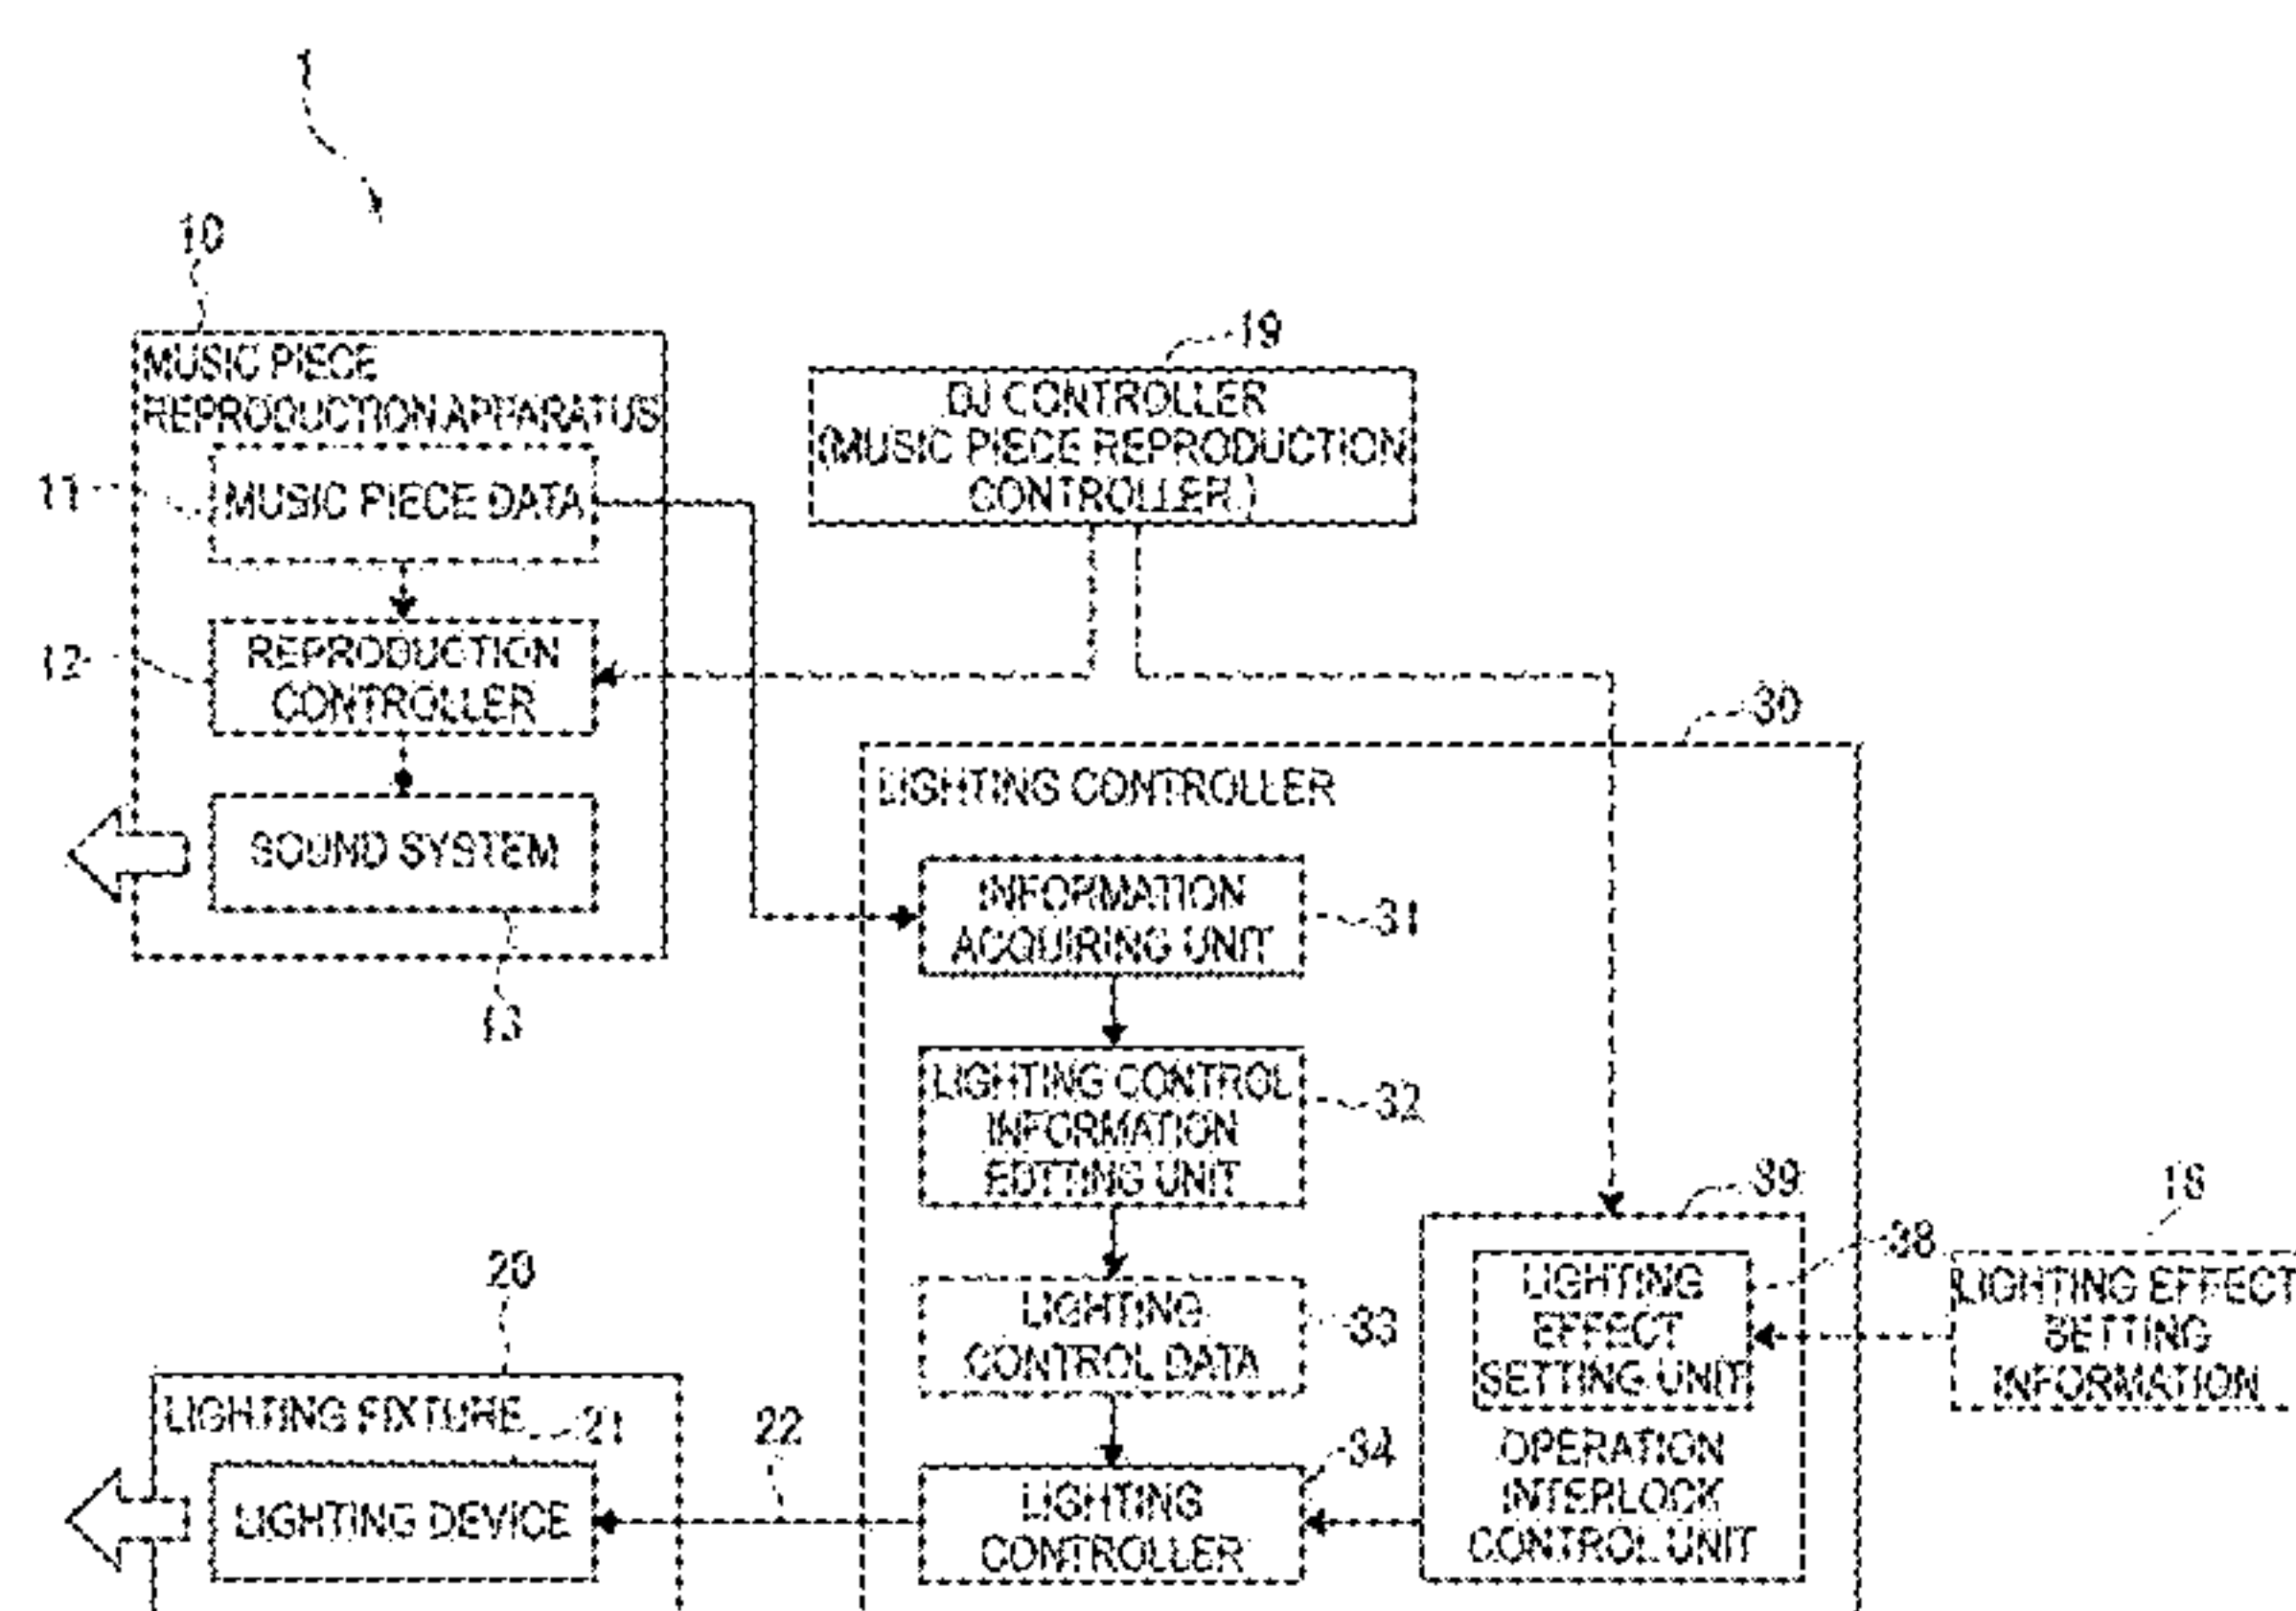 1
10
MUSIC PIECE
REPRODUCTION APPARATUS
11
MUSIC PIECE DATA
12
REPRODUCTION
CONTROLLER
SOUND SYSTEM
13
19
DJ CONTROLLER
(MUSIC PIECE REPRODUCTION
CONTROLLER)
30
LIGHTING CONTROLLER
INFORMATION
ACQUIRING UNIT
31
LIGHTING CONTROL
INFORMATION
EDITING UNIT
32
LIGHTING
CONTROL DATA
33
LIGHTING
CONTROLLER
34
39
LIGHTING
EFFECT
SETTING UNIT
38
OPERATION
INTERLOCK
CONTROL UNIT
18
LIGHTING EFFECT
SETTING
INFORMATION
20
LIGHTING FIXTURE
21
LIGHTING DEVICE
22